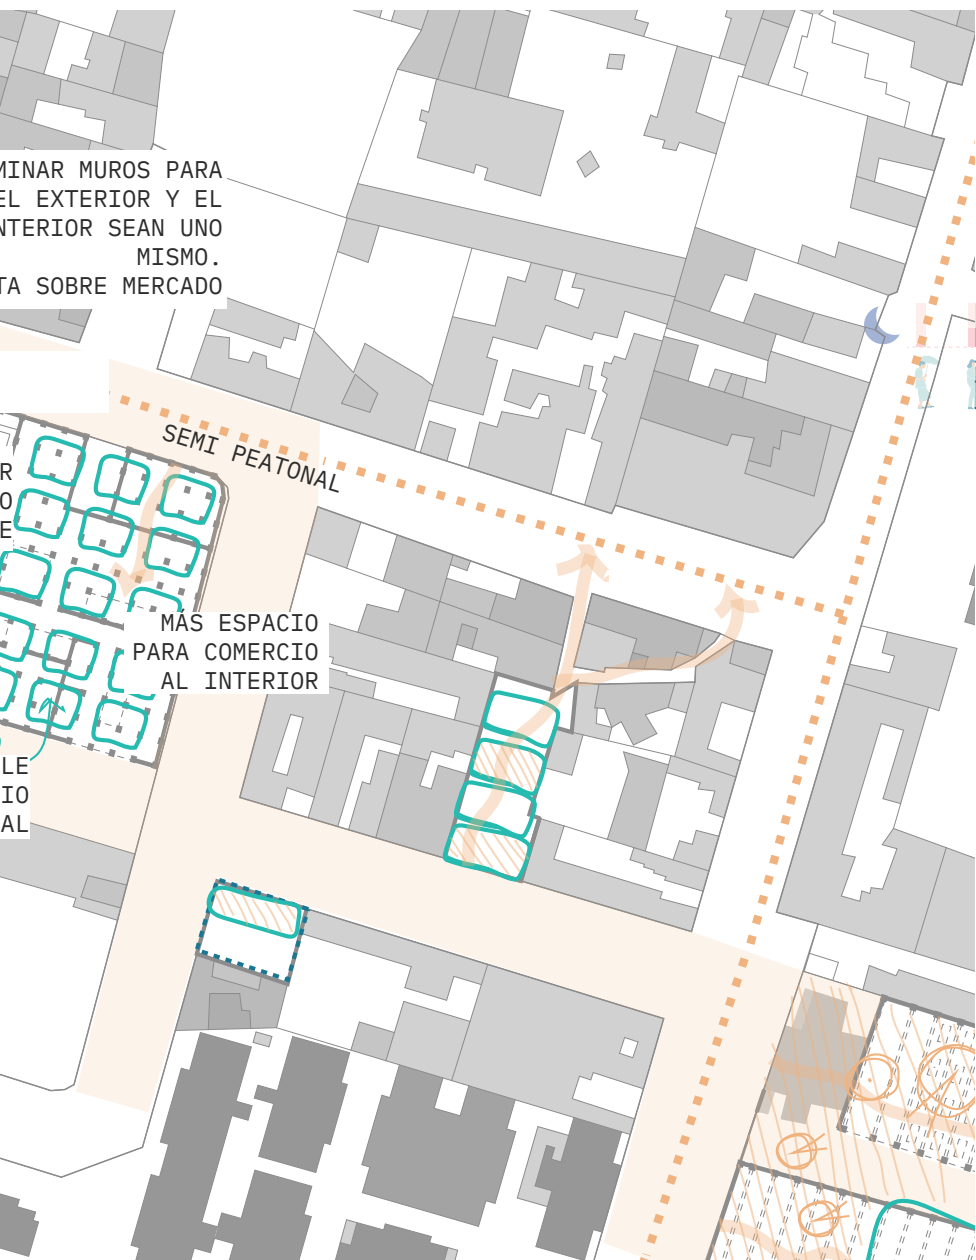 MINAR MUROS PARA
EL EXTERIOR Y EL
NTERIOR SEAN UNO
MISMO.
TA SOBRE MERCADO
SEMI PEATONAL
R
O
E
MÁS ESPACIO
PARA COMERCIO
AL INTERIOR
LE
IO
AL